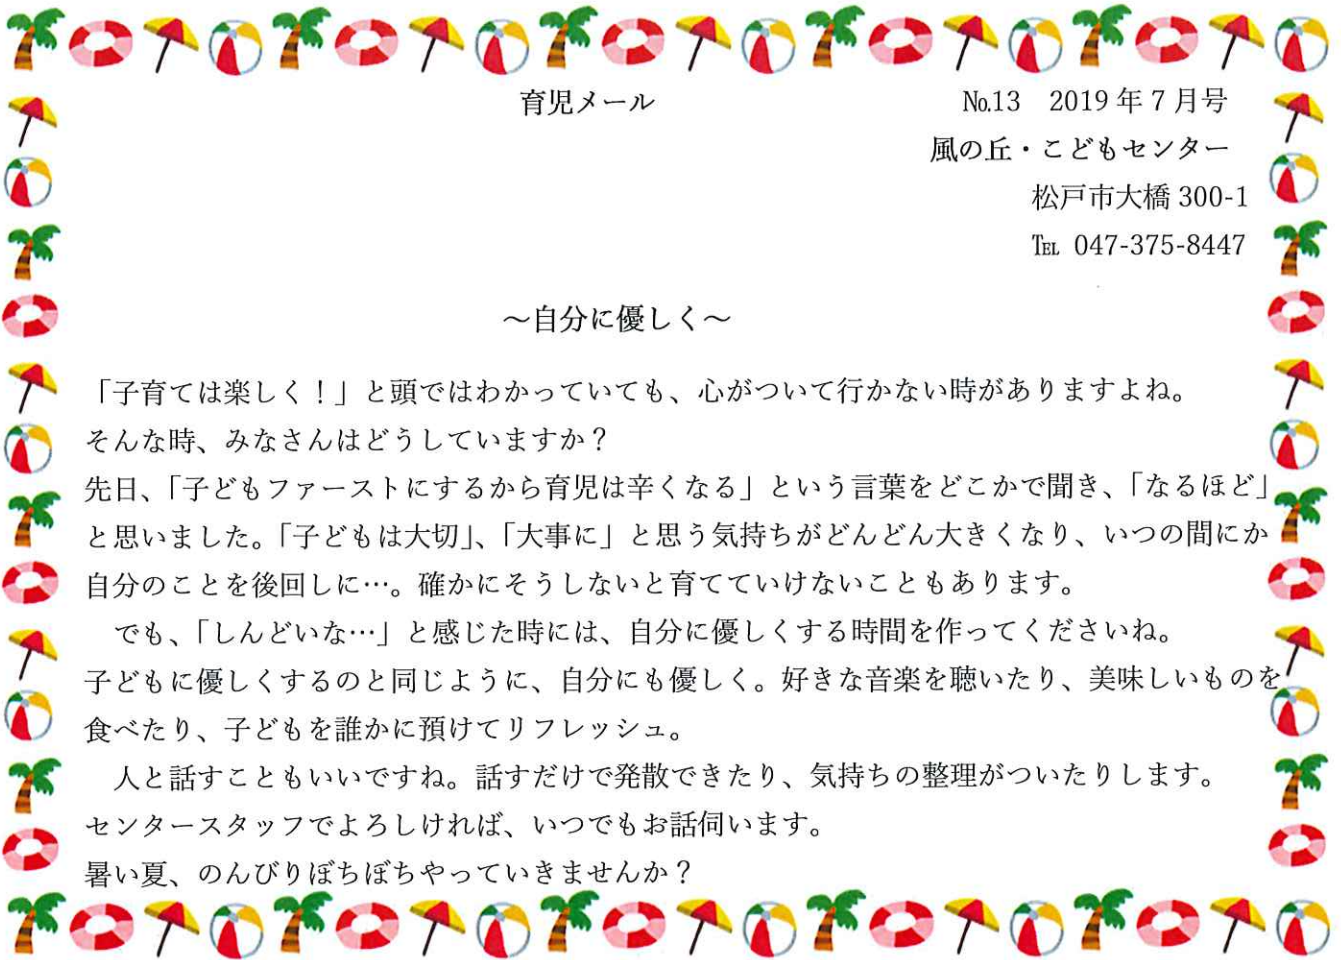 育児メール　№13　2019年7月号
風の丘・こどもセンター
松戸市大橋 300-1
℡ 047-375-8447
～自分に優しく～
「子育ては楽しく！」と頭ではわかっていても、心がついて行かない時がありますよね。
そんな時、みなさんはどうしていますか？
先日、「子どもファーストにするから育児は辛くなる」という言葉をどこかで聞き、「なるほど」
と思いました。「子どもは大切」、「大事に」と思う気持ちがどんどん大きくなり、いつの間にか
自分のことを後回しに…。確かにそうしないと育てていけないこともあります。
　でも、「しんどいな…」と感じた時には、自分に優しくする時間を作ってくださいね。
子どもに優しくするのと同じように、自分にも優しく。好きな音楽を聴いたり、美味しいものを
食べたり、子どもを誰かに預けてリフレッシュ。
　人と話すこともいいですね。話すだけで発散できたり、気持ちの整理がついたりします。
センタースタッフでよろしければ、いつでもお話伺います。
暑い夏、のんびりぼちぼちやっていきませんか？